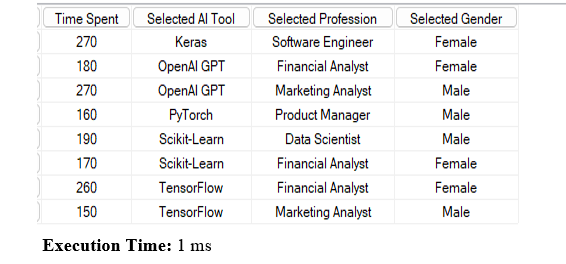 Time Spent Selected AI Tool Selected Profession Selected Gender
270 Keras Software Engineer Female
180 OpenAI GPT Financial Analyst Female
270 OpenAI GPT Marketing Analyst Male
160 PyTorch Product Manager Male
190 Scikit-Learn Data Scientist Male
170 Scikit-Learn Financial Analyst Female
260 TensorFlow Financial Analyst Female
150 TensorFlow Marketing Analyst Male
Execution Time: 1 ms